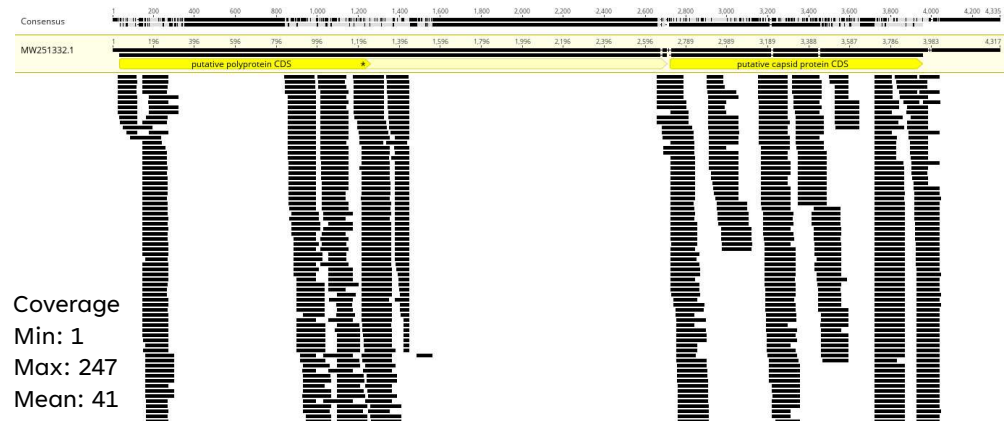 Consensus
1 200 400 600 800 1,000 1,200 1,400 1,600 1,800 2,000 2,200 2,400 2,600 2,800 3,000 3,200 3,400 3,600 3,800 4,000 4,200 4,335
MW251332.1
1 196 396 596 796 996 1,196 1,396 1,596 1,796 1,996 2,196 2,396 2,596 2,789 2,989 3,189 3,388 3,587 3,786 3,983 4,317
putative polyprotein CDS
putative capsid protein CDS
Coverage
Min: 1
Max: 247
Mean: 41